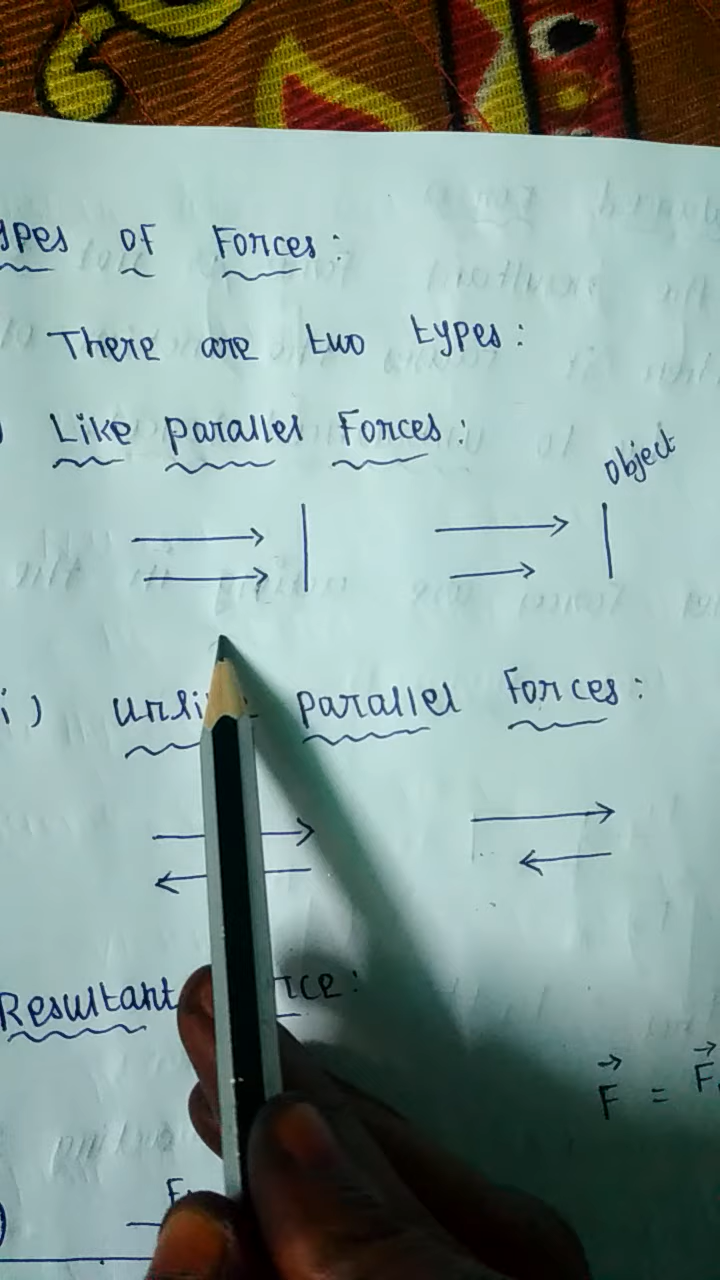 ypes of Forces:
There are two types:
) Like parallel Forces:
object
i) parallel Forces:
Resultant
F = F